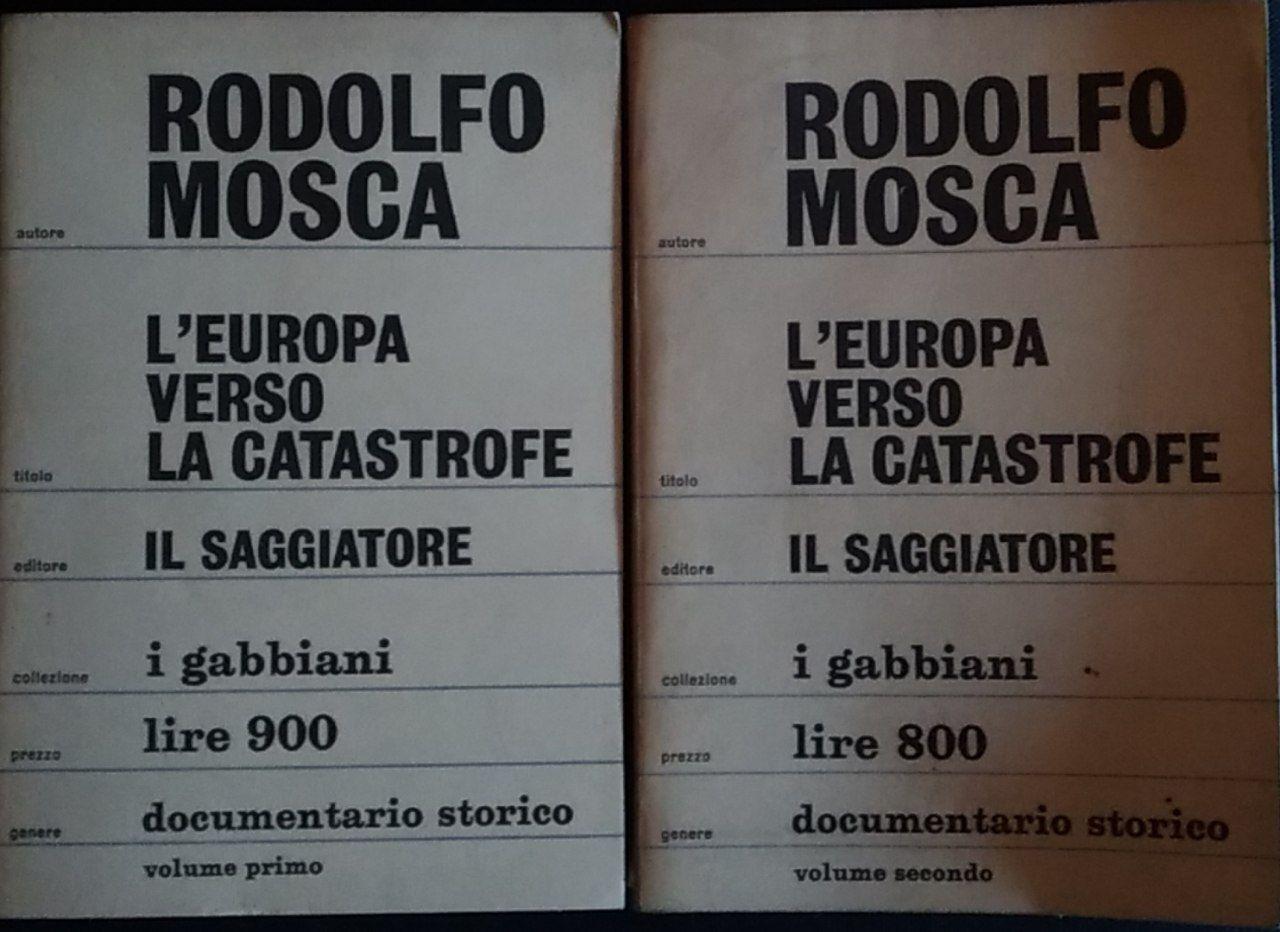 autore
RODOLFO
MOSCA
titolo
L'EUROPA
VERSO
LA CATASTROFE
editore
IL SAGGIATORE
collezione
i gabbiani
prezzo
lire 900
genere
documentario storico
volume primo
autore
RODOLFO
MOSCA
titolo
L'EUROPA
VERSO
LA CATASTROFE
editore
IL SAGGIATORE
collezione
i gabbiani
prezzo
lire 800
genere
documentario storico
volume secondo